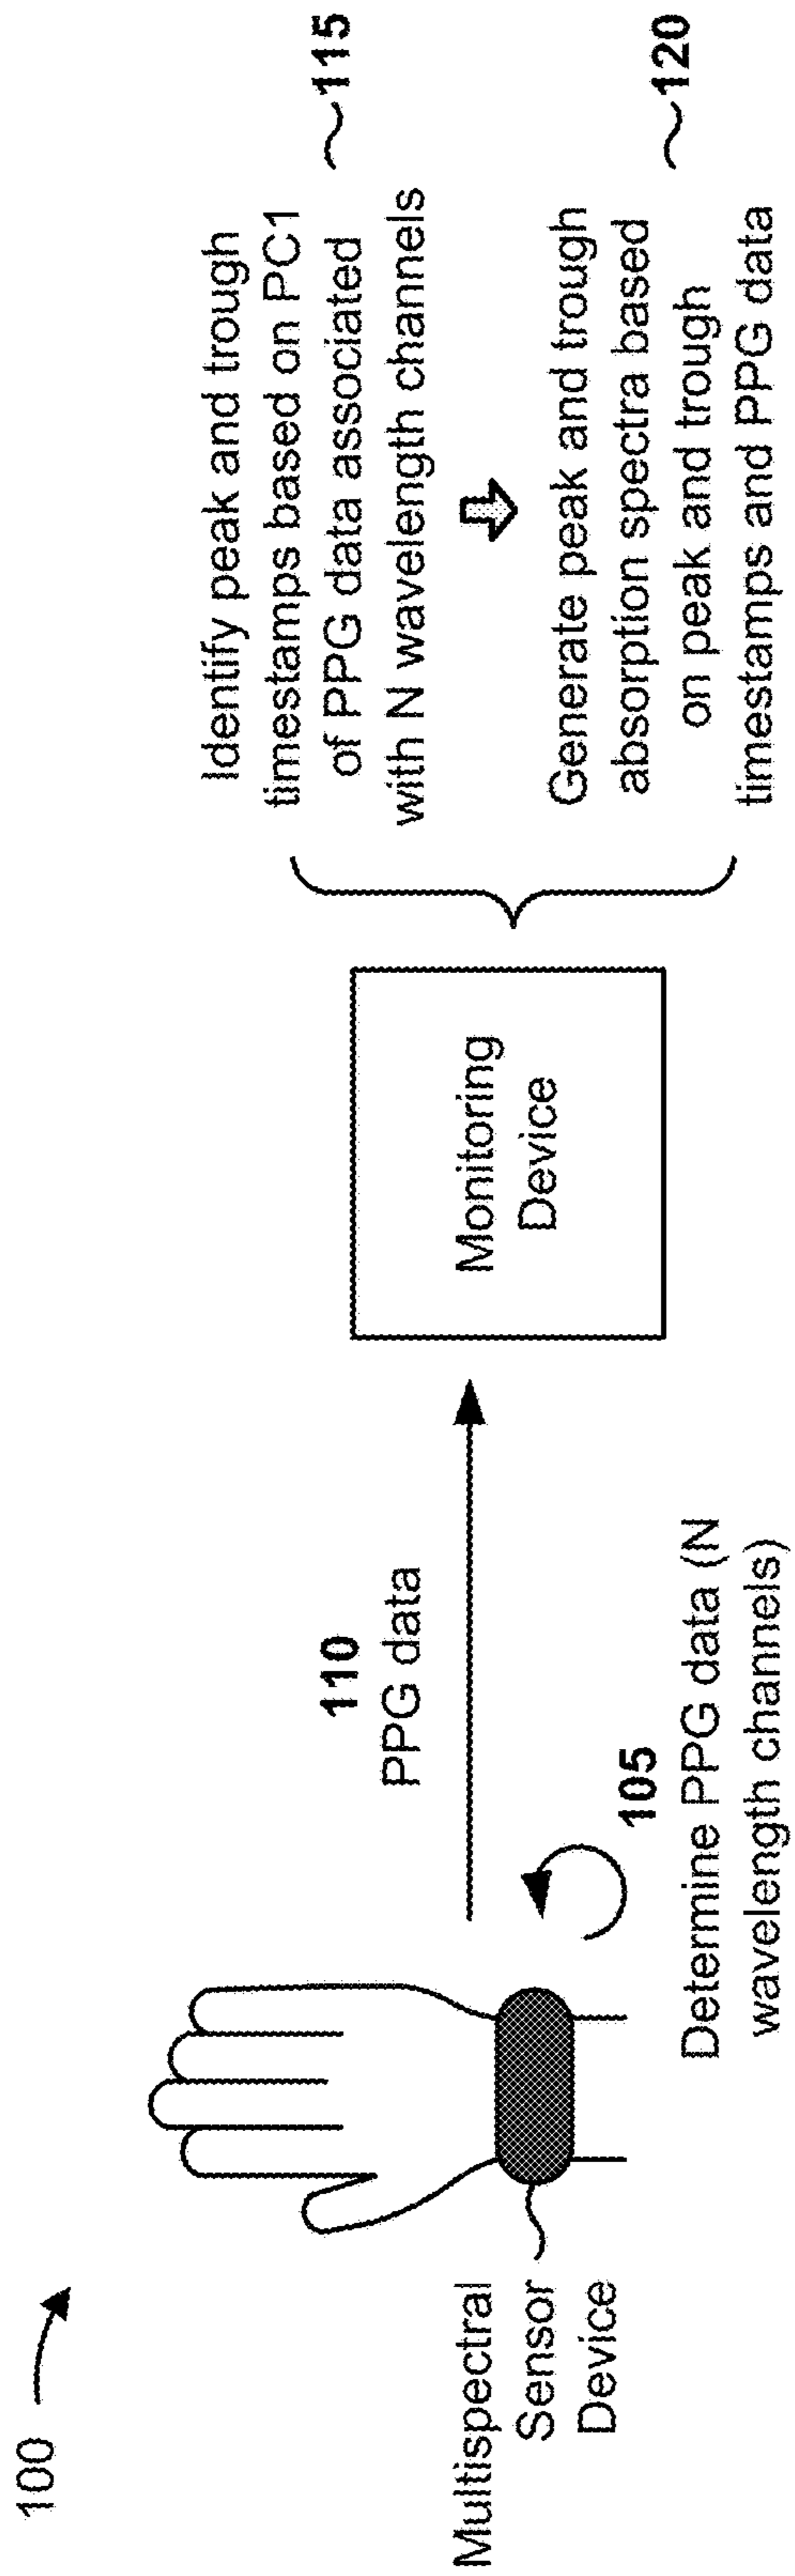 100
Multispectral
Sensor
Device
105
Determine PPG data (N
wavelength channels)
110
PPG data
Monitoring
Device
Identify peak and trough
timestamps based on PC1
of PPG data associated
with N wavelength channels
115
Generate peak and trough
absorption spectra based
on peak and trough
timestamps and PPG data
120